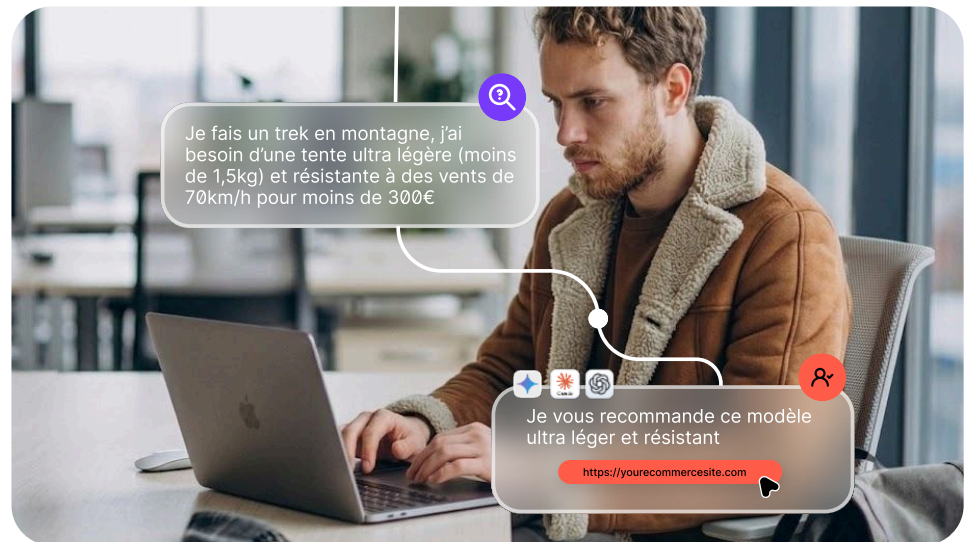 Je fais un trek en montagne, j'ai
besoin d'une tente ultra légère (moins
de 1,5kg) et résistante à des vents de
70km/h pour moins de 300€
Je vous recommande ce modèle
ultra léger et résistant
https://yourecommercesite.com